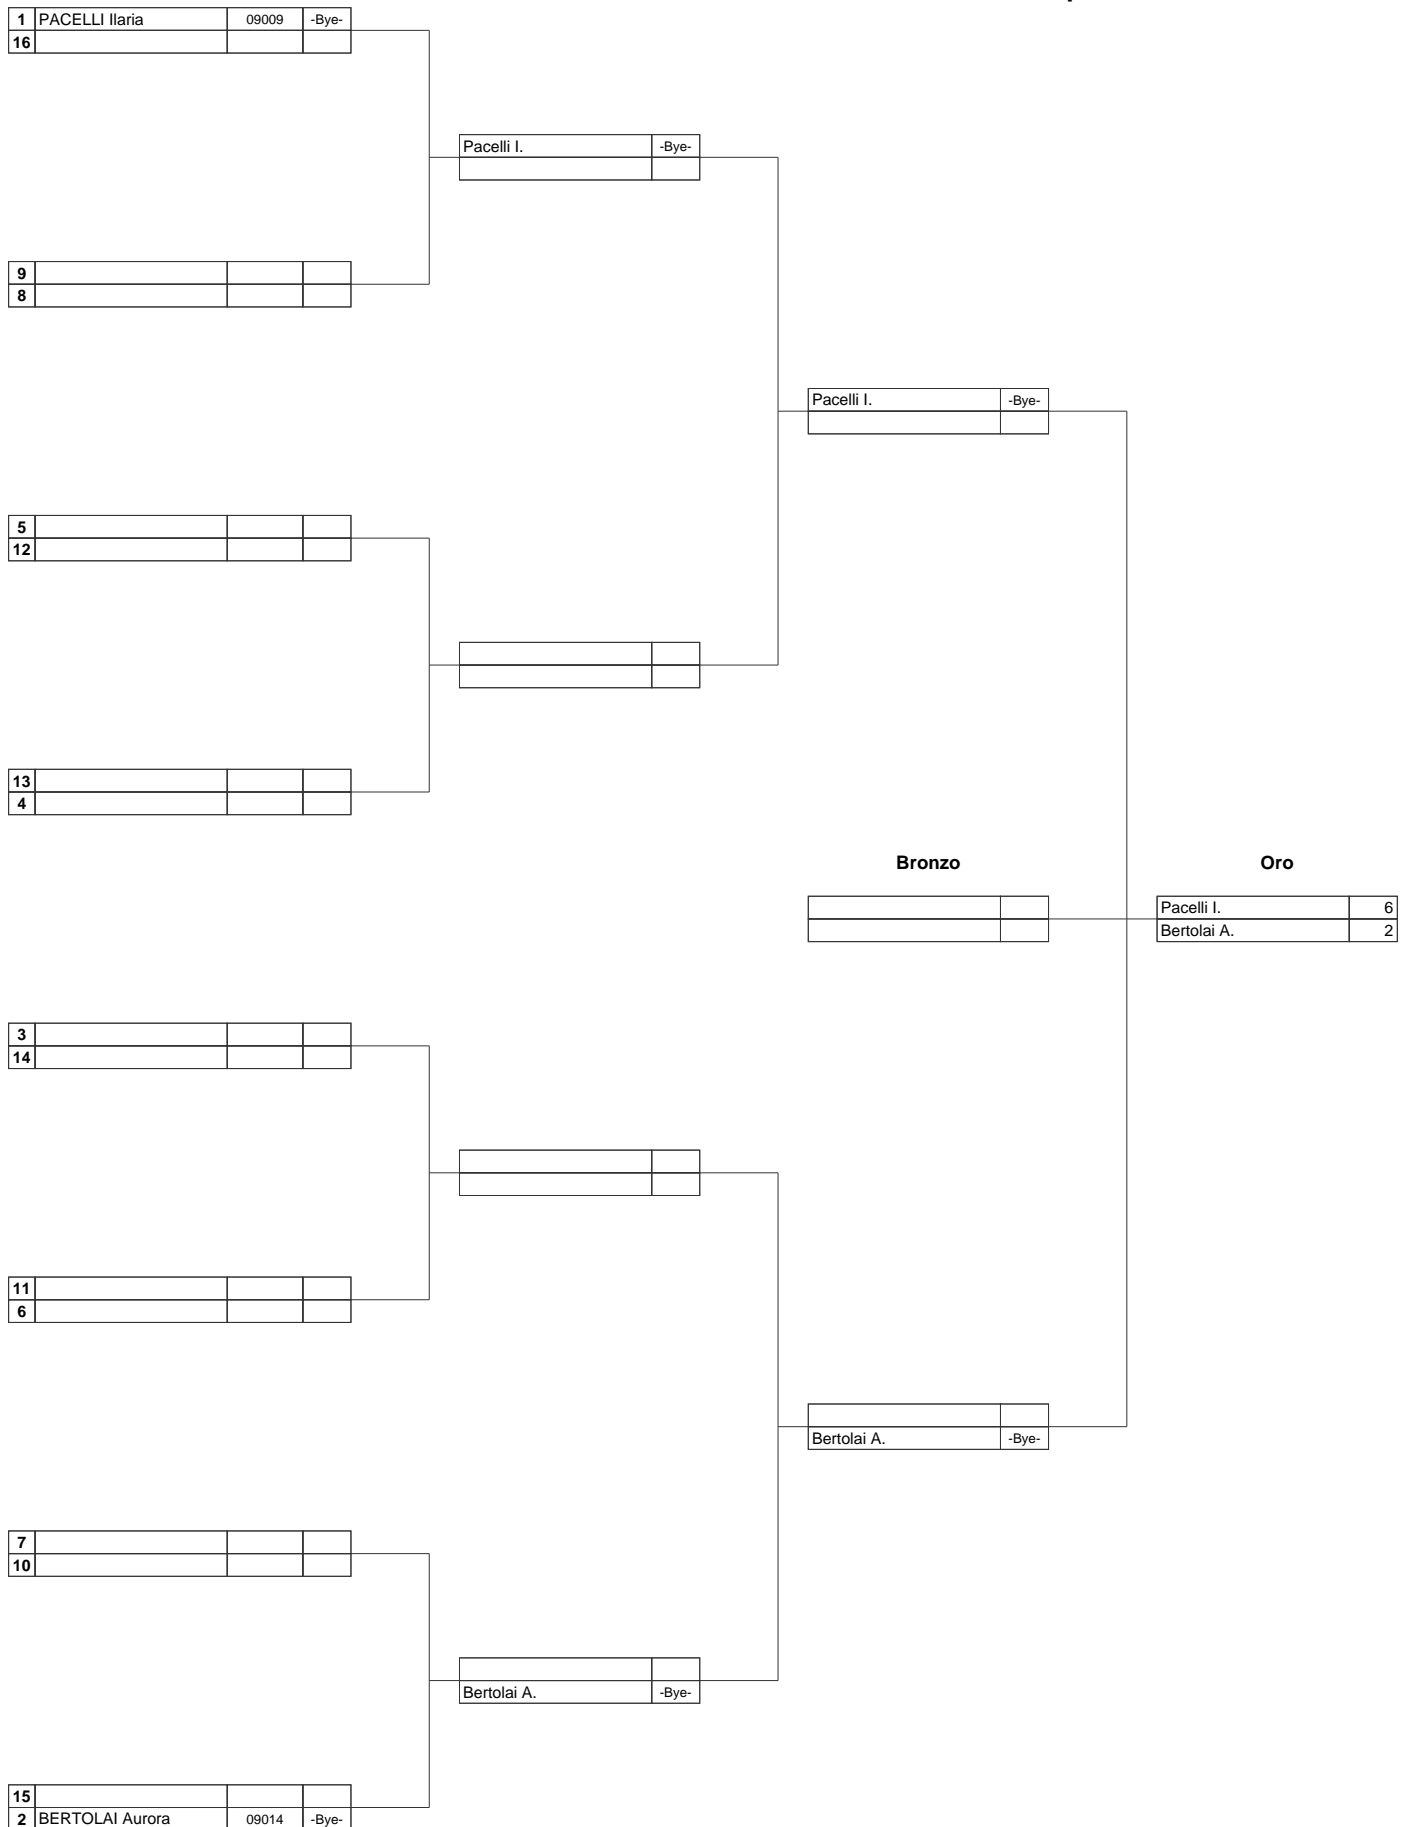 1 PACELLI Ilaria 09009 -Bye-
16
Pacelli I. -Bye-
9
8
Pacelli I. -Bye-
5
12
13
4
Bronzo Oro
Pacelli I. 6
Bertolai A. 2
3
14
11
6
Bertolai A. -Bye-
7
10
Bertolai A. -Bye-
15
2 BERTOLAI Aurora 09014 -Bye-